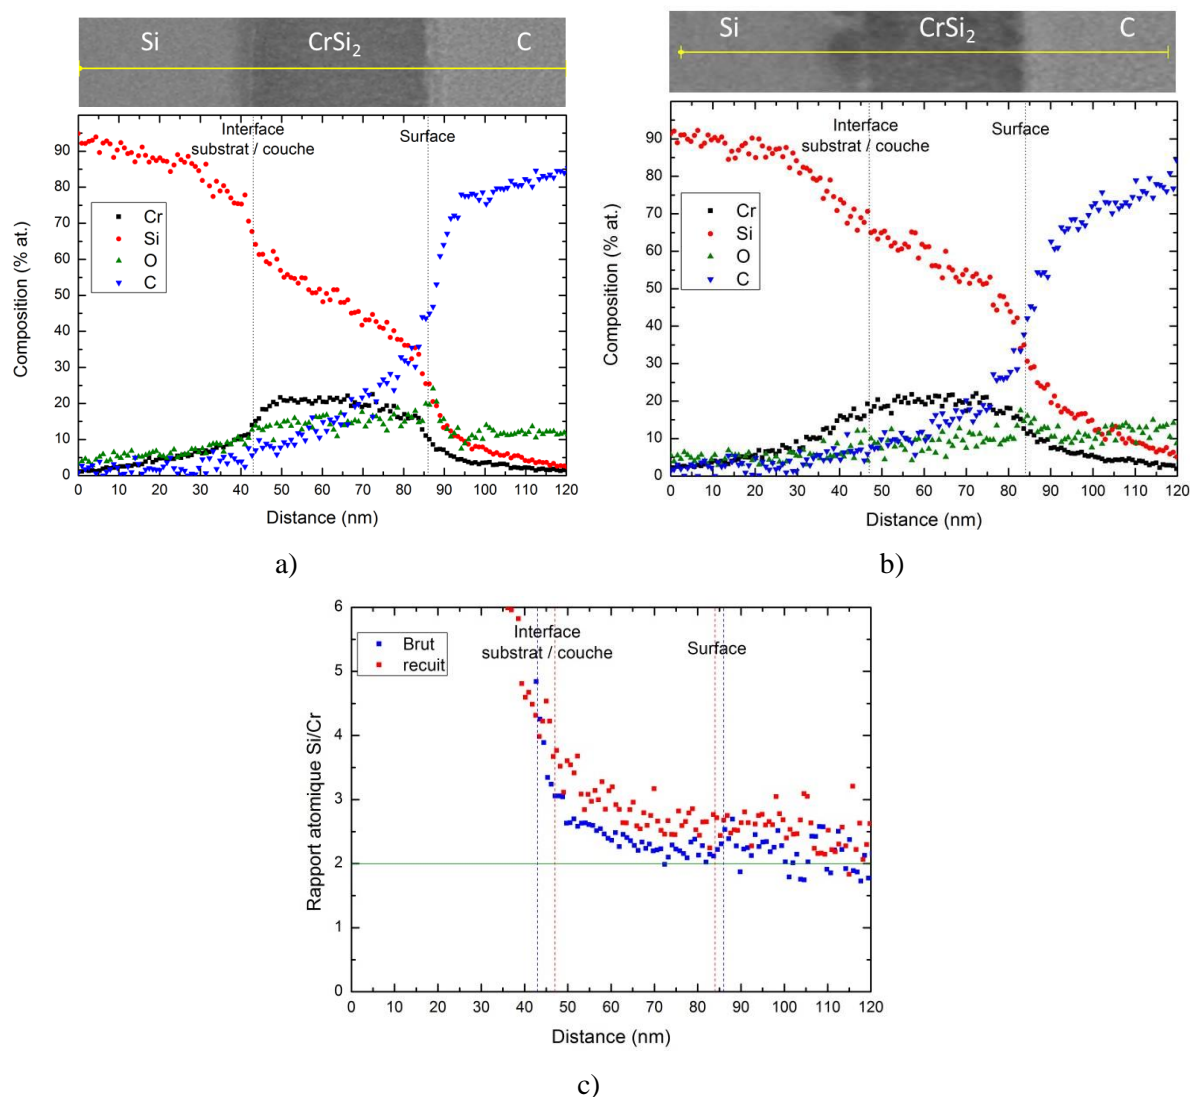 Si CrSi₂ C
Interface
substrat / couche
Surface
Cr
Si
O
C
Composition (% at.)
90
80
70
60
50
40
30
20
10
0
0 10 20 30 40 50 60 70 80 90 100 110 120
Distance (nm)
a)
Si CrSi₂ C
Interface
substrat / couche
Surface
Cr
Si
O
C
Composition (% at.)
90
80
70
60
50
40
30
20
10
0
0 10 20 30 40 50 60 70 80 90 100 110 120
Distance (nm)
b)
Brut
recuit
Interface
substrat / couche
Surface
Rapport atomique Si/Cr
6
5
4
3
2
1
0
0 10 20 30 40 50 60 70 80 90 100 110 120
Distance (nm)
c)